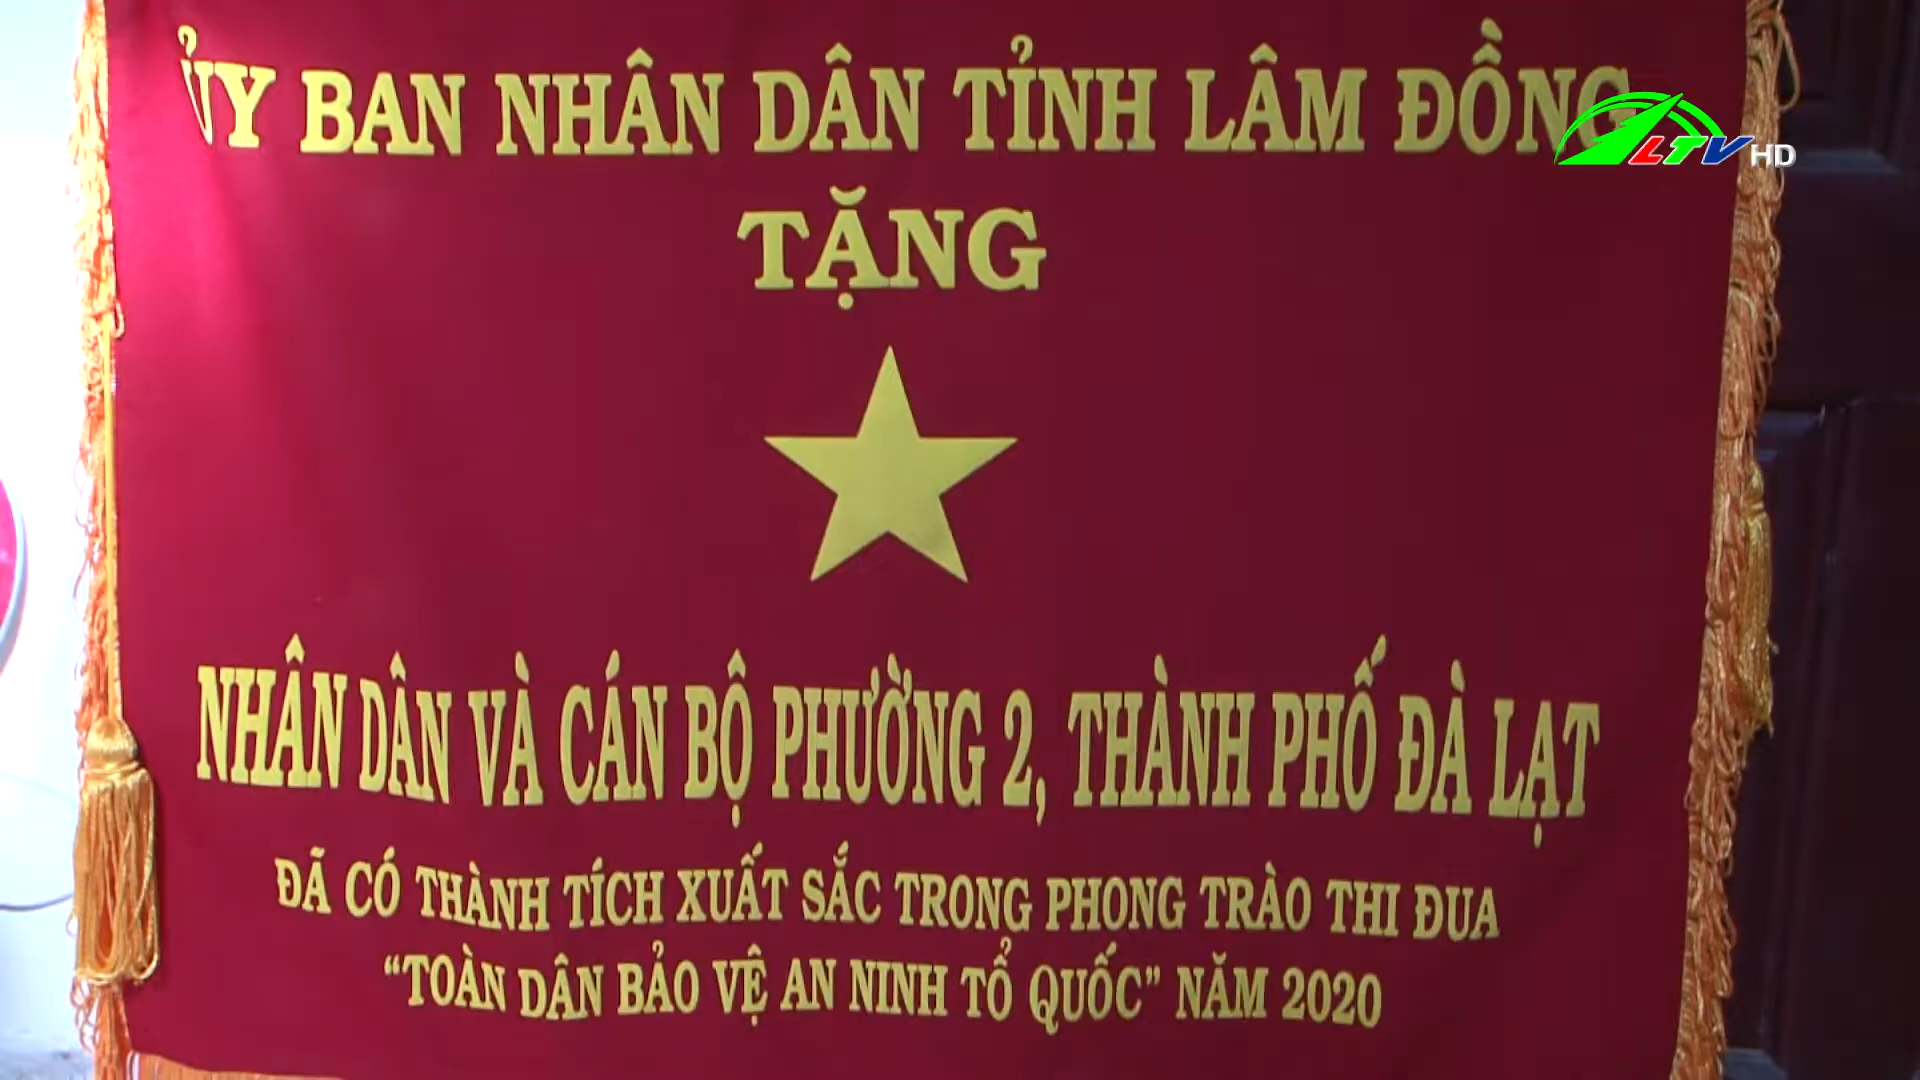 ỦY BAN NHÂN DÂN TỈNH LÂM ĐỒNG
LTV HD
TẶNG
NHÂN DÂN VÀ CÁN BỘ PHƯỜNG 2, THÀNH PHỐ ĐÀ LẠT
ĐÃ CÓ THÀNH TÍCH XUẤT SẮC TRONG PHONG TRÀO THI ĐUA
“TOÀN DÂN BẢO VỆ AN NINH TỔ QUỐC” NĂM 2020